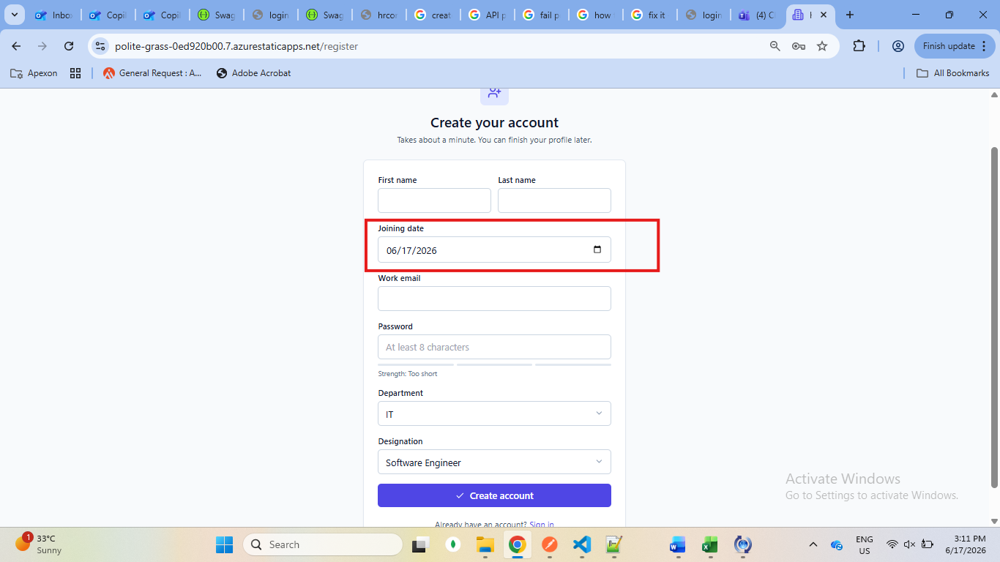 Inbo
Copil
Copil
Swag
login
Swag
hrcor
creat
API p
fail p
how
fix it
login
(4) C
polite-grass-0ed920b00.7.azurestaticapps.net/register
Finish update
Apexon
General Request : A...
Adobe Acrobat
All Bookmarks
Create your account
Takes about a minute. You can finish your profile later.
First name
Last name
Joining date
06/17/2026
Work email
Password
At least 8 characters
Strength: Too short
Department
IT
Designation
Software Engineer
Create account
Already have an account? Sign in
Activate Windows
Go to Settings to activate Windows.
1
33°C
Sunny
Search
ENG
US
3:11 PM
6/17/2026